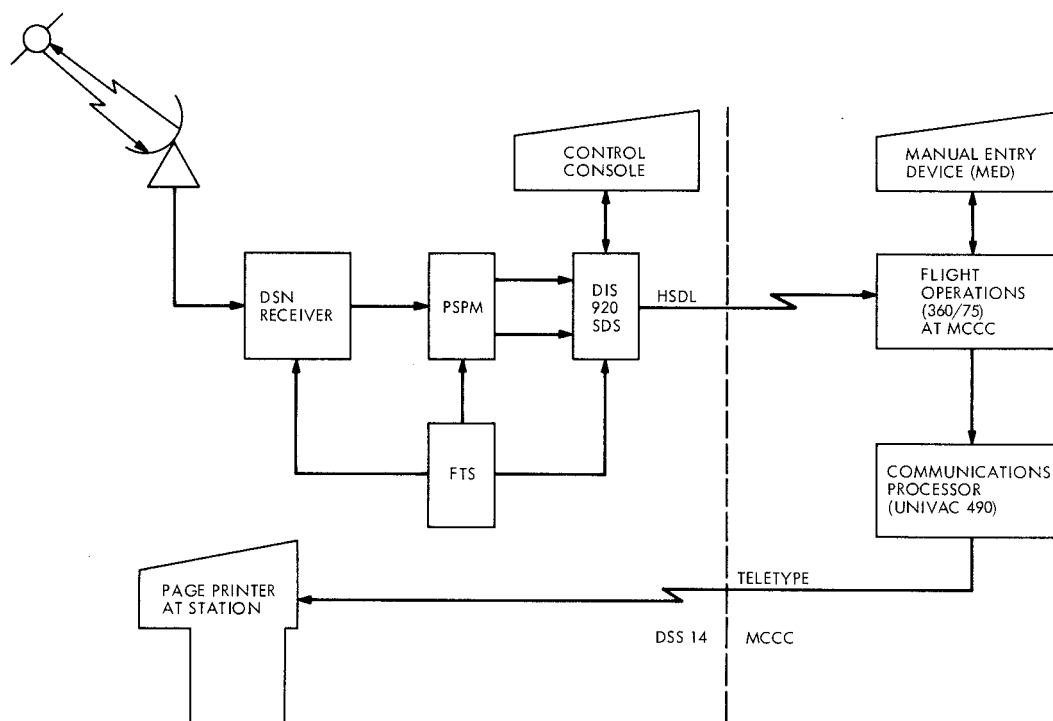 CONTROL
CONSOLE
MANUAL ENTRY
DEVICE (MED)
DSN
RECEIVER
PSPM
DIS
920
SDS
HSDL
FLIGHT
OPERATIONS
(360/75)
AT MCCC
FTS
COMMUNICATIONS
PROCESSOR
(UNIVAC 490)
PAGE PRINTER
AT STATION
TELETYPE
DSS 14
MCCC